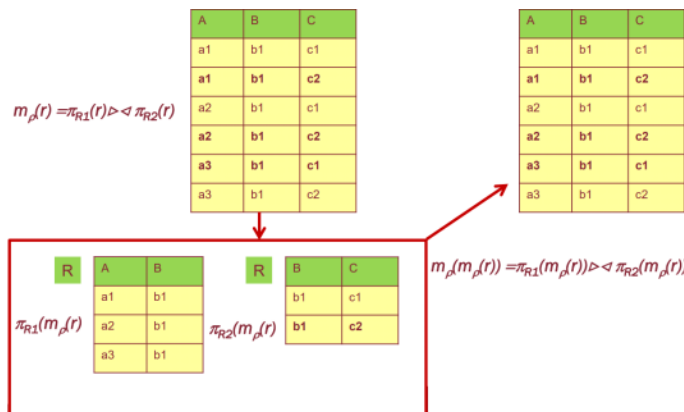 A B C
a1 b1 c1
a1 b1 c2
a2 b1 c1
a2 b1 c2
a3 b1 c1
a3 b1 c2
mρ(r) =πR1(r)⊳⊲ πR2(r)
A B C
a1 b1 c1
a1 b1 c2
a2 b1 c1
a2 b1 c2
a3 b1 c1
a3 b1 c2
R
A B
a1 b1
a2 b1
a3 b1
πR1(mρ(r)
R
B C
b1 c1
b1 c2
πR2(mρ(r)
mρ(mρ(r)) =πR1(mρ(r))⊳⊲ πR2(mρ(r))